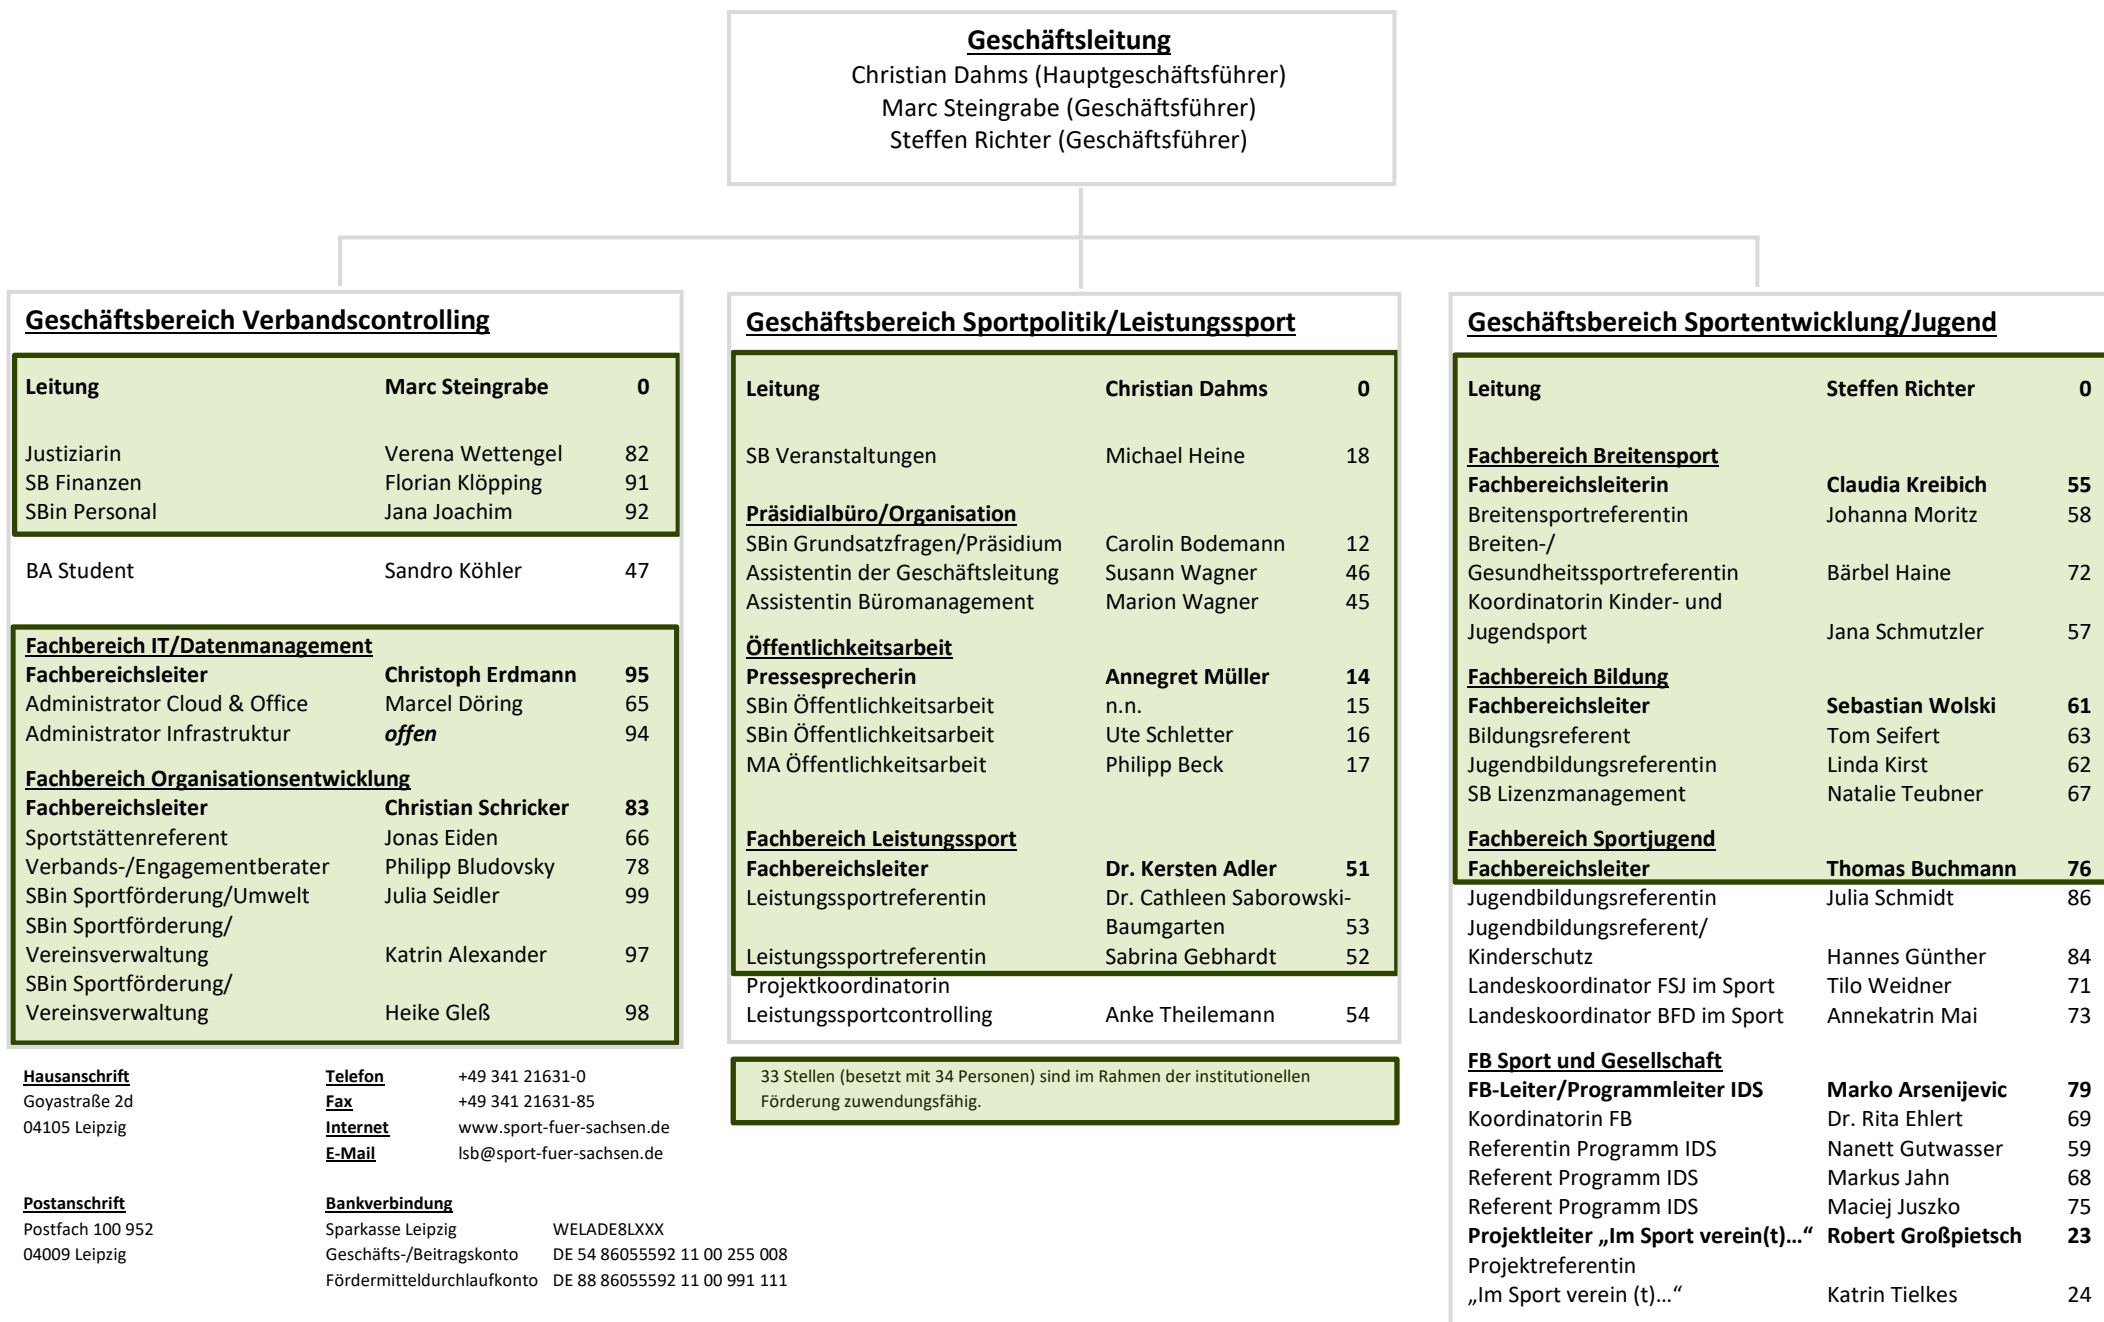 Geschäftsleitung
Christian Dahms (Hauptgeschäftsführer)
Marc Steingrabe (Geschäftsführer)
Steffen Richter (Geschäftsführer)
Geschäftsbereich Verbandscontrolling
Leitung Marc Steingrabe 0
Justiziarin Verena Wettengel 82
SB Finanzen Florian Klöpping 91
SBin Personal Jana Joachim 92
BA Student Sandro Köhler 47
Fachbereich IT/Datenmanagement
Fachbereichsleiter Christoph Erdmann 95
Administrator Cloud & Office Marcel Döring 65
Administrator Infrastruktur offen 94
Fachbereich Organisationsentwicklung
Fachbereichsleiter Christian Schricker 83
Sportstättenreferent Jonas Eiden 66
Verbands-/Engagementberater Philipp Bludovsky 78
SBin Sportförderung/Umwelt Julia Seidler 99
SBin Sportförderung/
Vereinsverwaltung Katrin Alexander 97
SBin Sportförderung/
Vereinsverwaltung Heike Gleß 98
Geschäftsbereich Sportpolitik/Leistungssport
Leitung Christian Dahms 0
SB Veranstaltungen Michael Heine 18
Präsidialbüro/Organisation
SBin Grundsatzfragen/Präsidium Carolin Bodemann 12
Assistentin der Geschäftsleitung Susann Wagner 46
Assistentin Büromanagement Marion Wagner 45
Öffentlichkeitsarbeit
Pressesprecherin Annegret Müller 14
SBin Öffentlichkeitsarbeit n.n. 15
SBin Öffentlichkeitsarbeit Ute Schletter 16
MA Öffentlichkeitsarbeit Philipp Beck 17
Fachbereich Leistungssport
Fachbereichsleiter Dr. Kersten Adler 51
Leistungssportreferentin Dr. Cathleen Saborowski-
Baumgarten 53
Leistungssportreferentin Sabrina Gebhardt 52
Projektkoordinatorin
Leistungssportcontrolling Anke Theilemann 54
33 Stellen (besetzt mit 34 Personen) sind im Rahmen der institutionellen
Förderung zuwendungsfähig.
Geschäftsbereich Sportentwicklung/Jugend
Leitung Steffen Richter 0
Fachbereich Breitensport
Fachbereichsleiterin Claudia Kreibich 55
Breitensportreferentin Johanna Moritz 58
Breiten-/
Gesundheitssportreferentin Bärbel Haine 72
Koordinatorin Kinder- und
Jugendsport Jana Schmutzler 57
Fachbereich Bildung
Fachbereichsleiter Sebastian Wolski 61
Bildungsreferent Tom Seifert 63
Jugendbildungsreferentin Linda Kirst 62
SB Lizenzmanagement Natalie Teubner 67
Fachbereich Sportjugend
Fachbereichsleiter Thomas Buchmann 76
Jugendbildungsreferentin Julia Schmidt 86
Jugendbildungsreferent/
Kinderschutz Hannes Günther 84
Landeskoordinator FSJ im Sport Tilo Weidner 71
Landeskoordinator BFD im Sport Annekatrin Mai 73
FB Sport und Gesellschaft
FB-Leiter/Programmleiter IDS Marko Arsenijevic 79
Koordinatorin FB Dr. Rita Ehlert 69
Referentin Programm IDS Nanett Gutwasser 59
Referent Programm IDS Markus Jahn 68
Referent Programm IDS Maciej Juszko 75
Projektleiter „Im Sport verein(t)…“ Robert Großpietsch 23
Projektreferentin
„Im Sport verein (t)…“ Katrin Tielkes 24
Hausanschrift
Goyastraße 2d
04105 Leipzig
Telefon +49 341 21631-0
Fax +49 341 21631-85
Internet www.sport-fuer-sachsen.de
E-Mail lsb@sport-fuer-sachsen.de
Postanschrift
Postfach 100 952
04009 Leipzig
Bankverbindung
Sparkasse Leipzig WELADE8LXXX
Geschäfts-/Beitragskonto DE 54 86055592 11 00 255 008
Fördermitteldurchlaufkonto DE 88 86055592 11 00 991 111